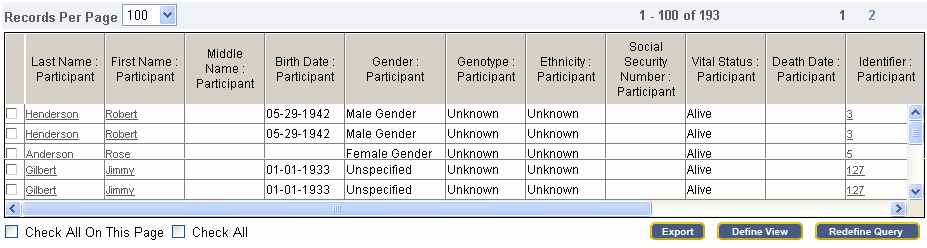 Records Per Page 100 1 - 100 of 193 1 2
Last Name : Participant First Name : Participant Middle Name : Participant Birth Date : Participant Gender : Participant Genotype : Participant Ethnicity : Participant Social Security Number : Participant Vital Status : Participant Death Date : Participant Identifier : Participant
Henderson Robert 05-29-1942 Male Gender Unknown Unknown Alive 3
Henderson Robert 05-29-1942 Male Gender Unknown Unknown Alive 3
Anderson Rose Female Gender Unknown Unknown Alive 5
Gilbert Jimmy 01-01-1933 Unspecified Unknown Unknown Alive 127
Gilbert Jimmy 01-01-1933 Unspecified Unknown Unknown Alive 127
Check All On This Page Check All Export Define View Redefine Query